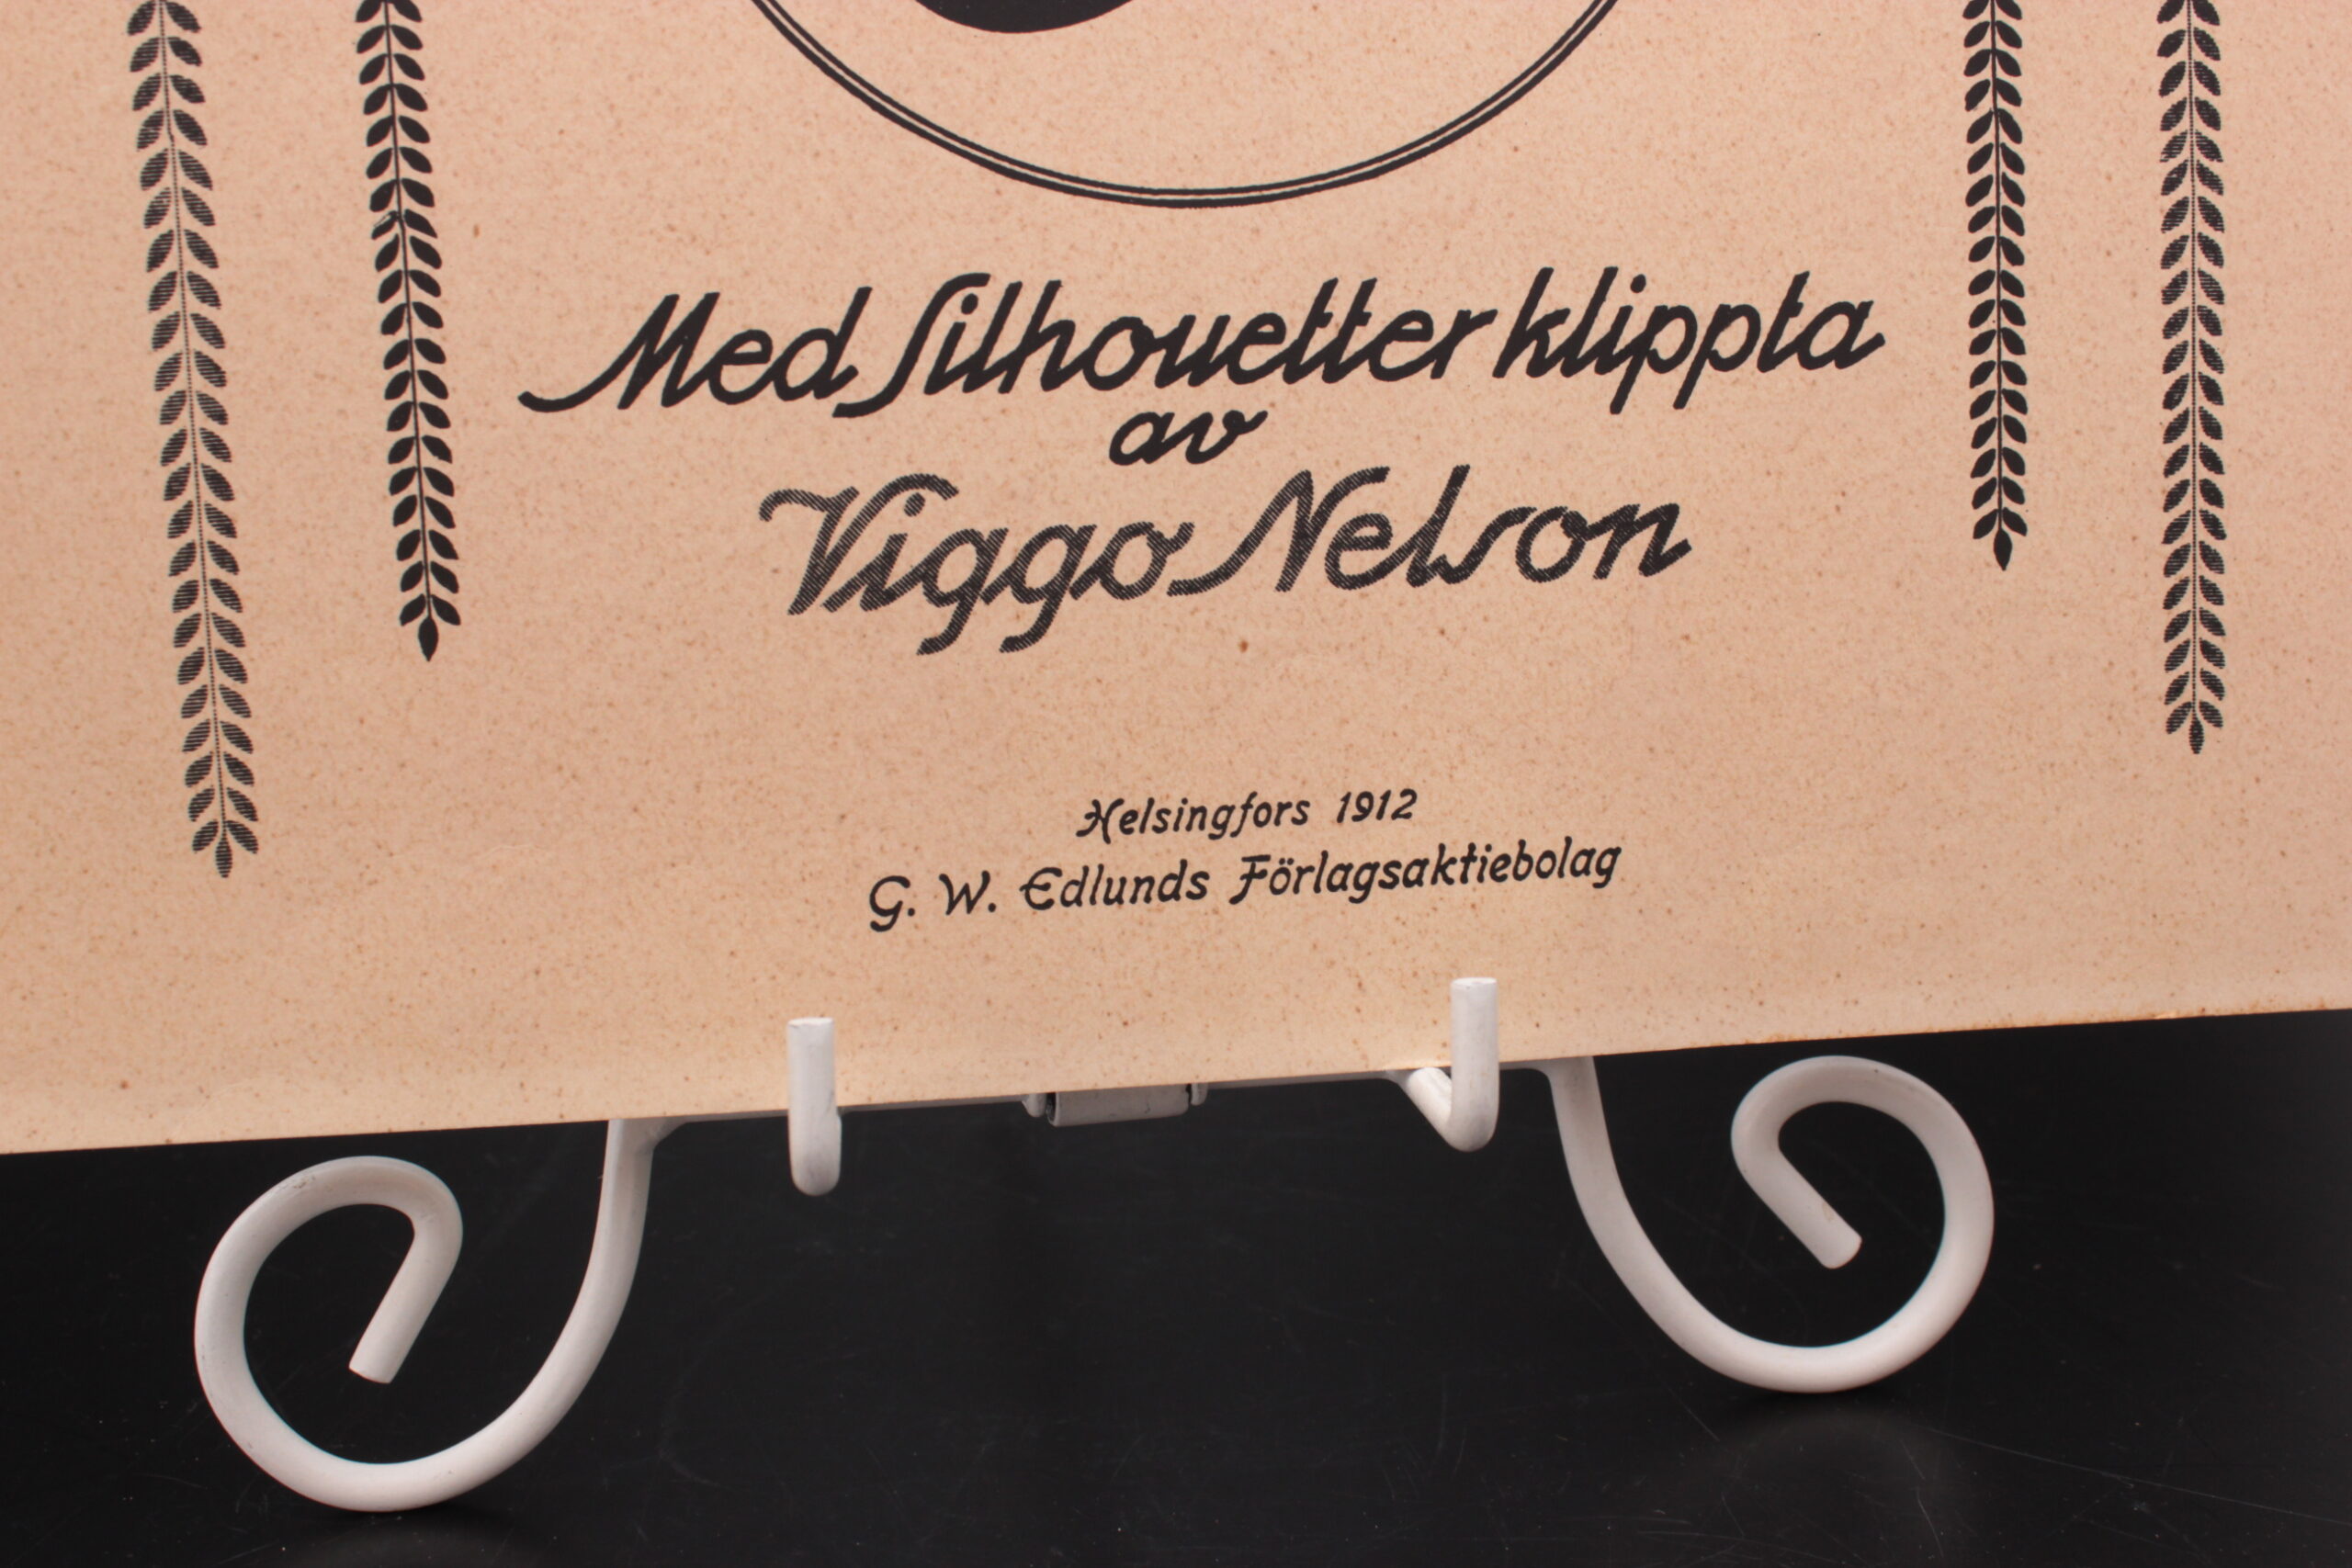 Med Silhouetter klippta
av
Viggo Nelson
Helsingfors 1912
G. W. Edlunds Förlagsaktiebolag